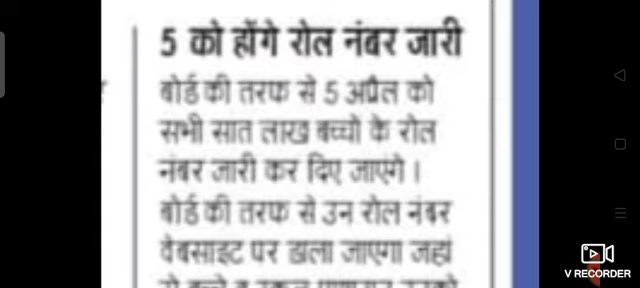 5 को होंगे रोल नंबर जारी
बोर्ड की तरफ से 5 अप्रैल को
सभी सात लाख बच्चो के रोल
नंबर जारी कर दिए जाएंगे ।
बोर्ड की तरफ से उन रोल नंबर
वेबसाइट पर डाला जाएगा जहां
V RECORDER